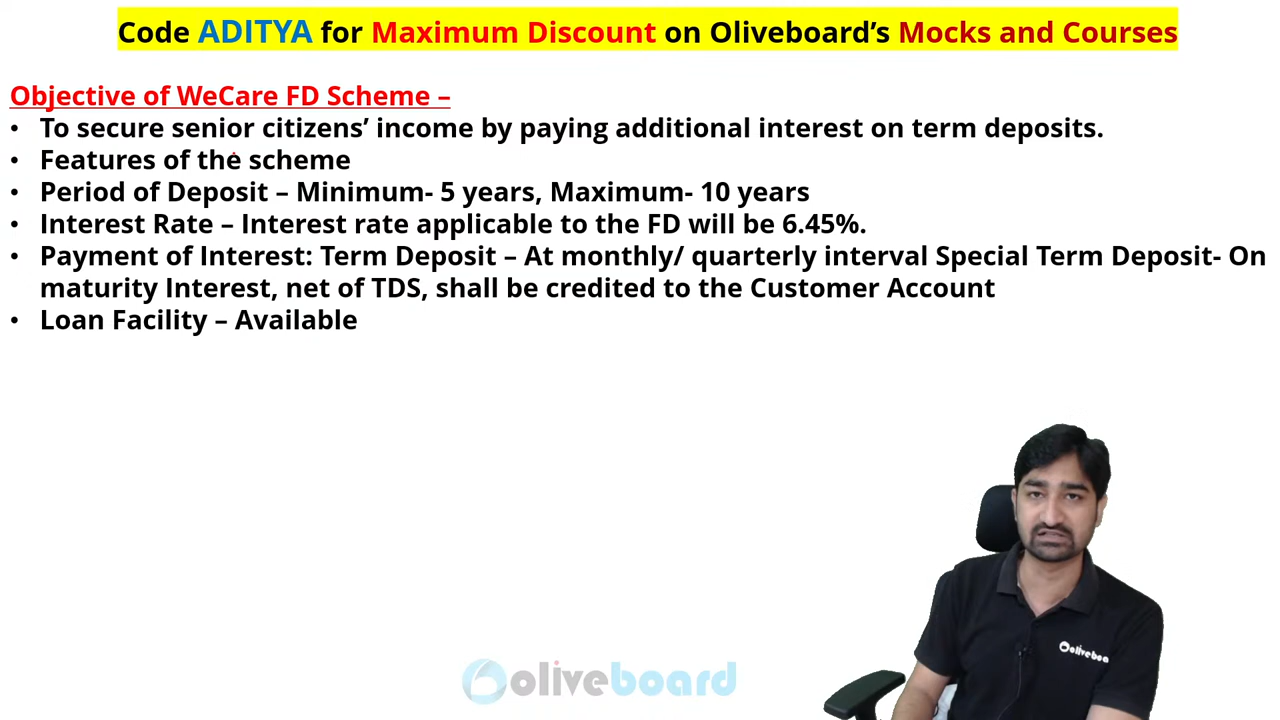 Code ADITYA for Maximum Discount on Oliveboard’s Mocks and Courses
Objective of WeCare FD Scheme –
• To secure senior citizens’ income by paying additional interest on term deposits.
• Features of the scheme
• Period of Deposit – Minimum- 5 years, Maximum- 10 years
• Interest Rate – Interest rate applicable to the FD will be 6.45%.
• Payment of Interest: Term Deposit – At monthly/ quarterly interval Special Term Deposit- On
maturity Interest, net of TDS, shall be credited to the Customer Account
• Loan Facility – Available
oliveboa
oliveboard